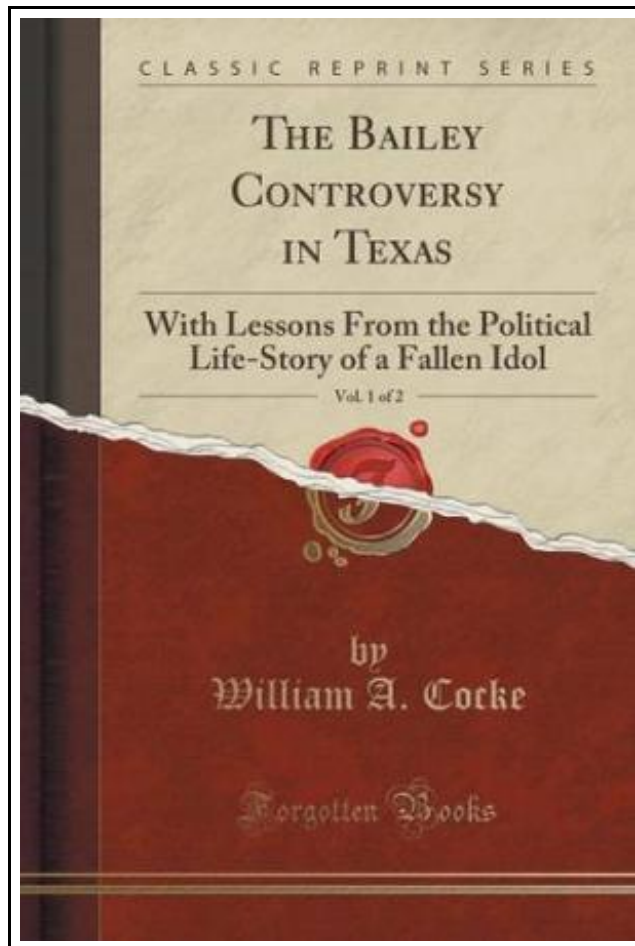 CLASSIC REPRINT SERIES
THE BAILEY
CONTROVERSY
IN TEXAS
With Lessons From the Political
Life-Story of a Fallen Idol
Vol. 1 of 2
F
by
William A. Cocke
Forgotten Books